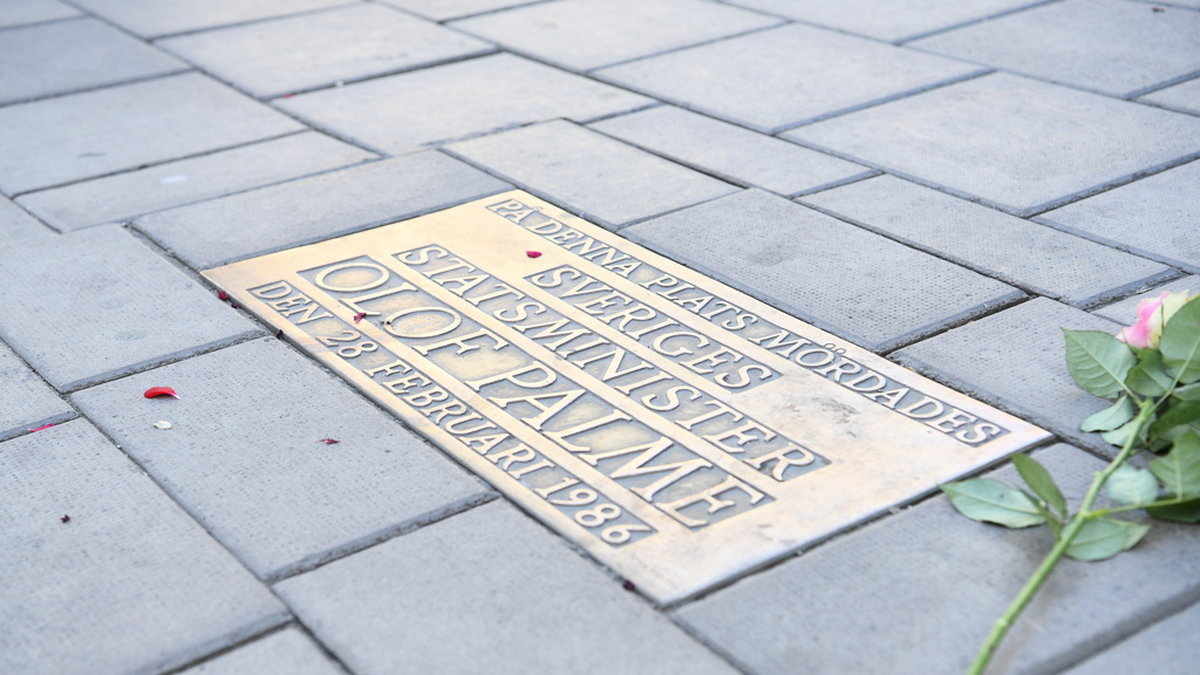 PÅ DENNA PLATS MÖRDADES
SVERIGES
STATSMINISTER
OLOF PALME
DEN 28 FEBRUARI 1986